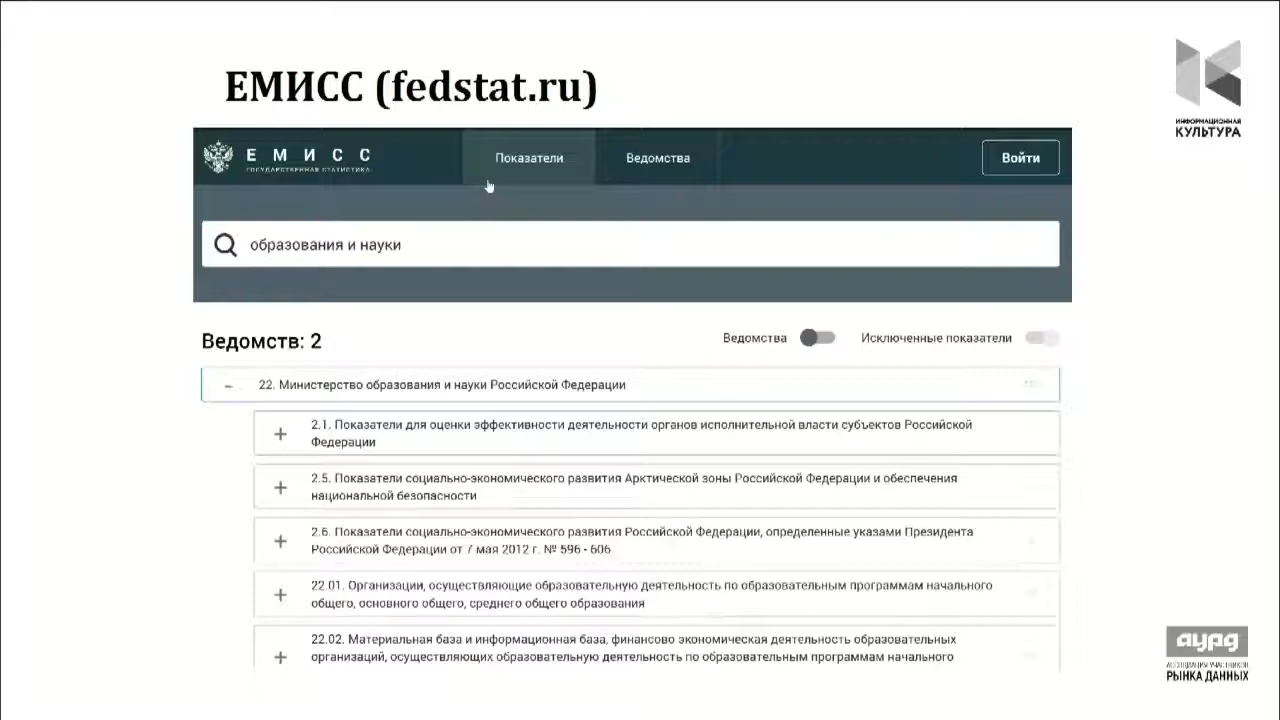 ЕМИСС (fedstat.ru)
ИНФОРМАЦИОННАЯ
КУЛЬТУРА
ЕМИСС
ГОСУДАРСТВЕННАЯ СТАТИСТИКА
Показатели
Ведомства
Войти
образования и науки
Ведомств: 2
Ведомства
Исключенные показатели
22. Министерство образования и науки Российской Федерации
2.1. Показатели для оценки эффективности деятельности органов исполнительной власти субъектов Российской
Федерации
2.5. Показатели социально-экономического развития Арктической зоны Российской Федерации и обеспечения
национальной безопасности
2.6. Показатели социально-экономического развития Российской Федерации, определенные указами Президента
Российской Федерации от 7 мая 2012 г. № 596 - 606
22.01. Организации, осуществляющие образовательную деятельность по образовательным программам начального
общего, основного общего, среднего общего образования
22.02. Материальная база и информационная база, финансово экономическая деятельность образовательных
организаций, осуществляющих образовательную деятельность по образовательным программам начального
аурд
АССОЦИАЦИЯ УЧАСТНИКОВ
РЫНКА ДАННЫХ